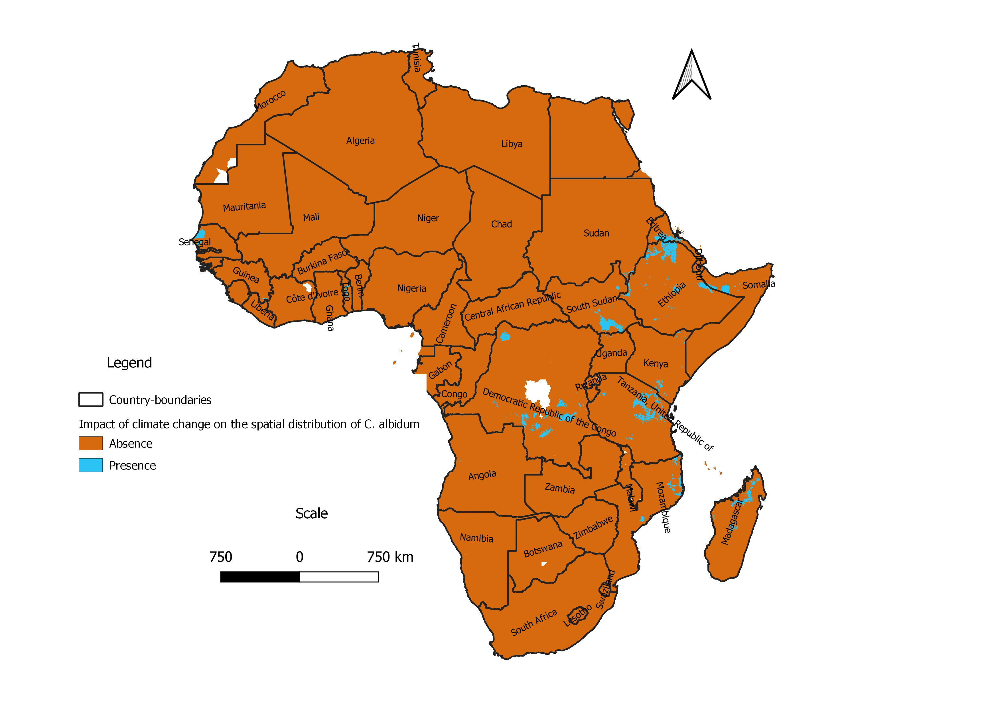 Tunisia
Morocco
Algeria
Libya
Mauritania
Mali
Niger
Chad
Sudan
Eritrea
Senegal
Burkina Faso
Djibouti
Guinea
Benin
Togo
Nigeria
Côte d'Ivoire
Ghana
Liberia
Cameroon
Central African Republic
South Sudan
Ethiopia
Somalia
Uganda
Kenya
Gabon
Congo
Rwanda
Democratic Republic of the Congo
Tanzania, United Republic of
Angola
Zambia
Malawi
Mozambique
Madagascar
Namibia
Botswana
Zimbabwe
Swaziland
South Africa
Lesotho
Legend
Country-boundaries
Impact of climate change on the spatial distribution of C. albidum
Absence
Presence
Scale
750 0 750 km